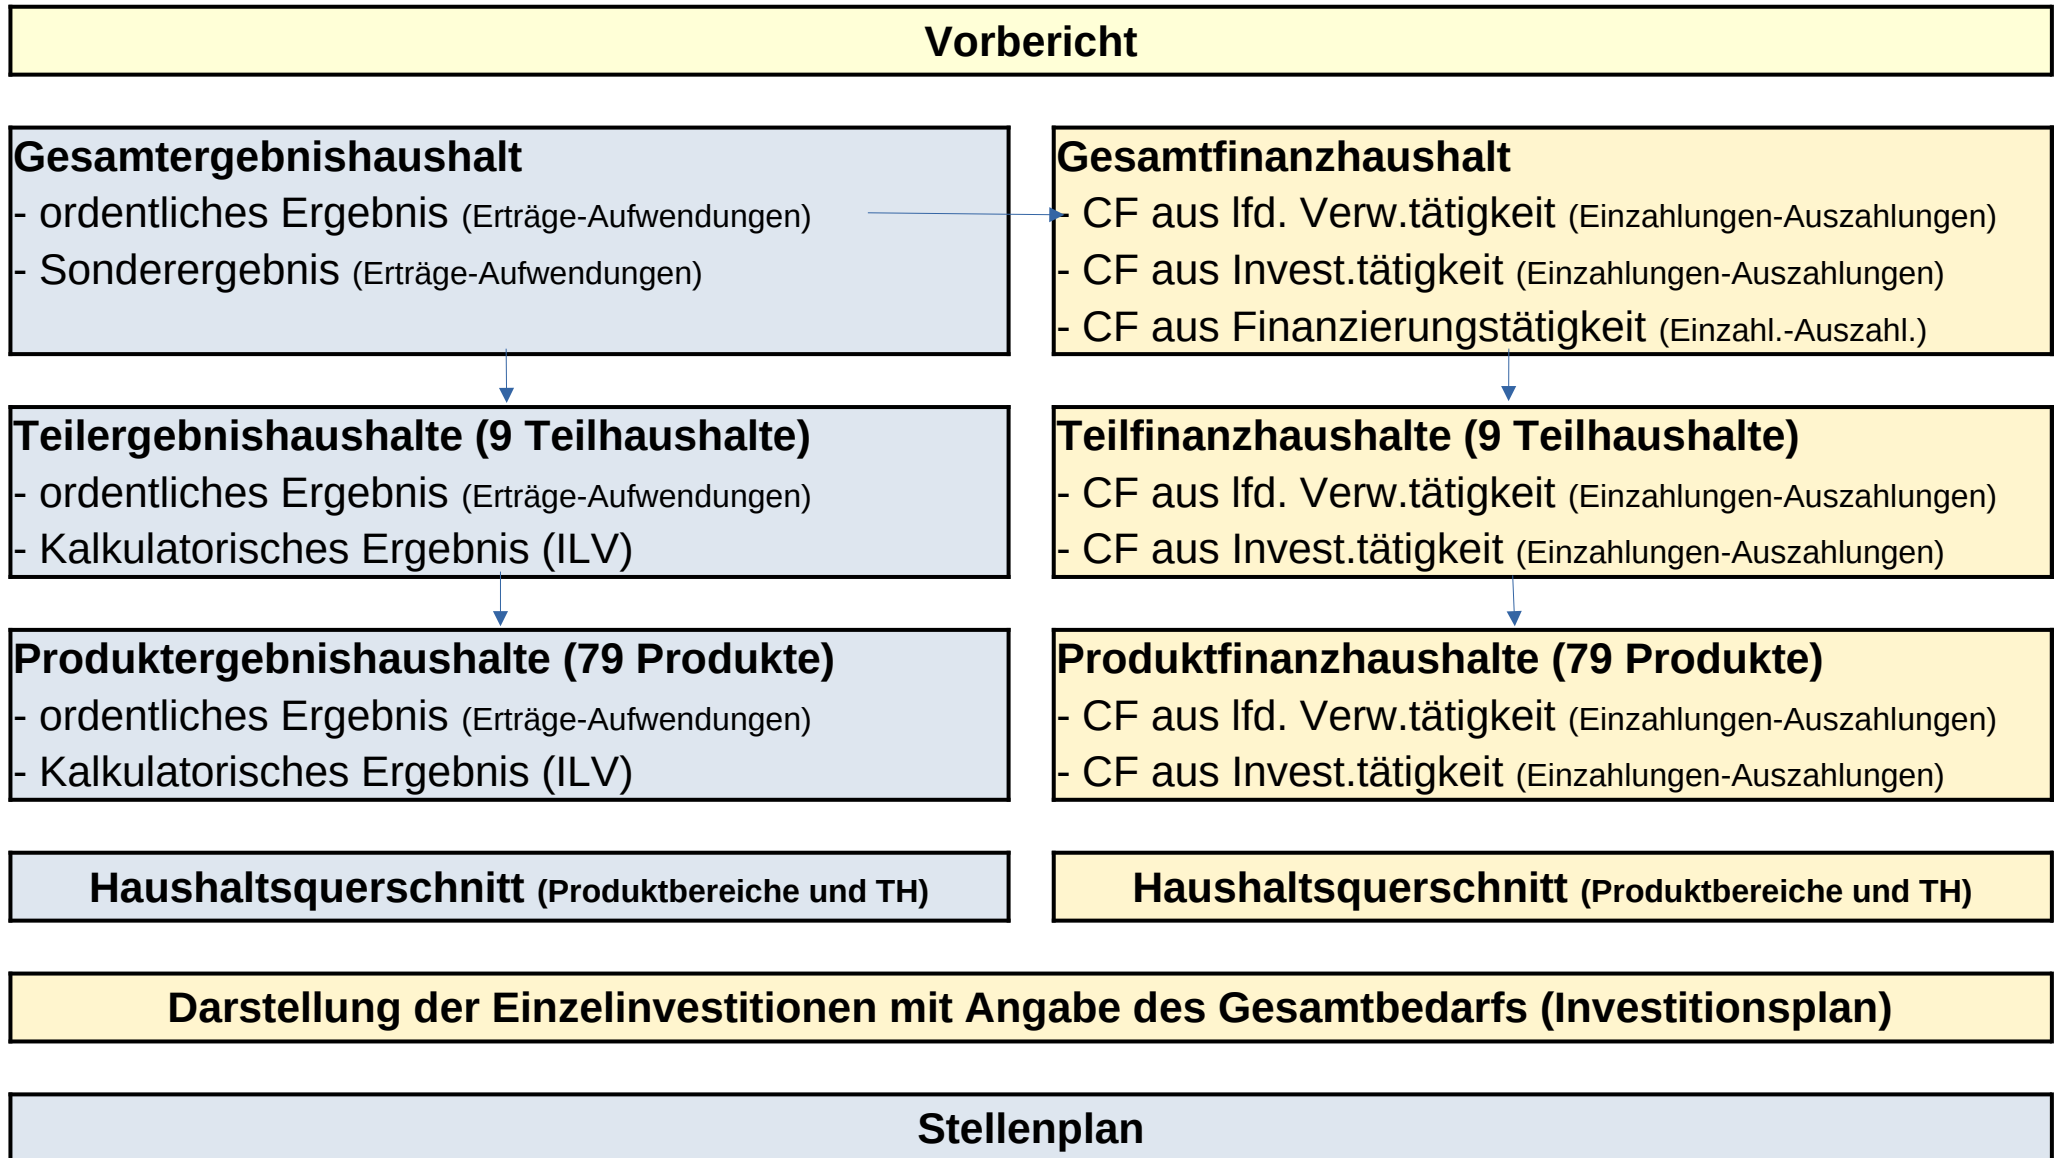 Vorbericht
Gesamtergebnishaushalt
- ordentliches Ergebnis (Erträge-Aufwendungen)
- Sonderergebnis (Erträge-Aufwendungen)
Gesamtfinanzhaushalt
- CF aus lfd. Verw.tätigkeit (Einzahlungen-Auszahlungen)
- CF aus Invest.tätigkeit (Einzahlungen-Auszahlungen)
- CF aus Finanzierungstätigkeit (Einzahl.-Auszahl.)
Teilergebnishaushalte (9 Teilhaushalte)
- ordentliches Ergebnis (Erträge-Aufwendungen)
- Kalkulatorisches Ergebnis (ILV)
Teilfinanzhaushalte (9 Teilhaushalte)
- CF aus lfd. Verw.tätigkeit (Einzahlungen-Auszahlungen)
- CF aus Invest.tätigkeit (Einzahlungen-Auszahlungen)
Produktergebnishaushalte (79 Produkte)
- ordentliches Ergebnis (Erträge-Aufwendungen)
- Kalkulatorisches Ergebnis (ILV)
Produktfinanzhaushalte (79 Produkte)
- CF aus lfd. Verw.tätigkeit (Einzahlungen-Auszahlungen)
- CF aus Invest.tätigkeit (Einzahlungen-Auszahlungen)
Haushaltsquerschnitt (Produktbereiche und TH)
Haushaltsquerschnitt (Produktbereiche und TH)
Darstellung der Einzelinvestitionen mit Angabe des Gesamtbedarfs (Investitionsplan)
Stellenplan